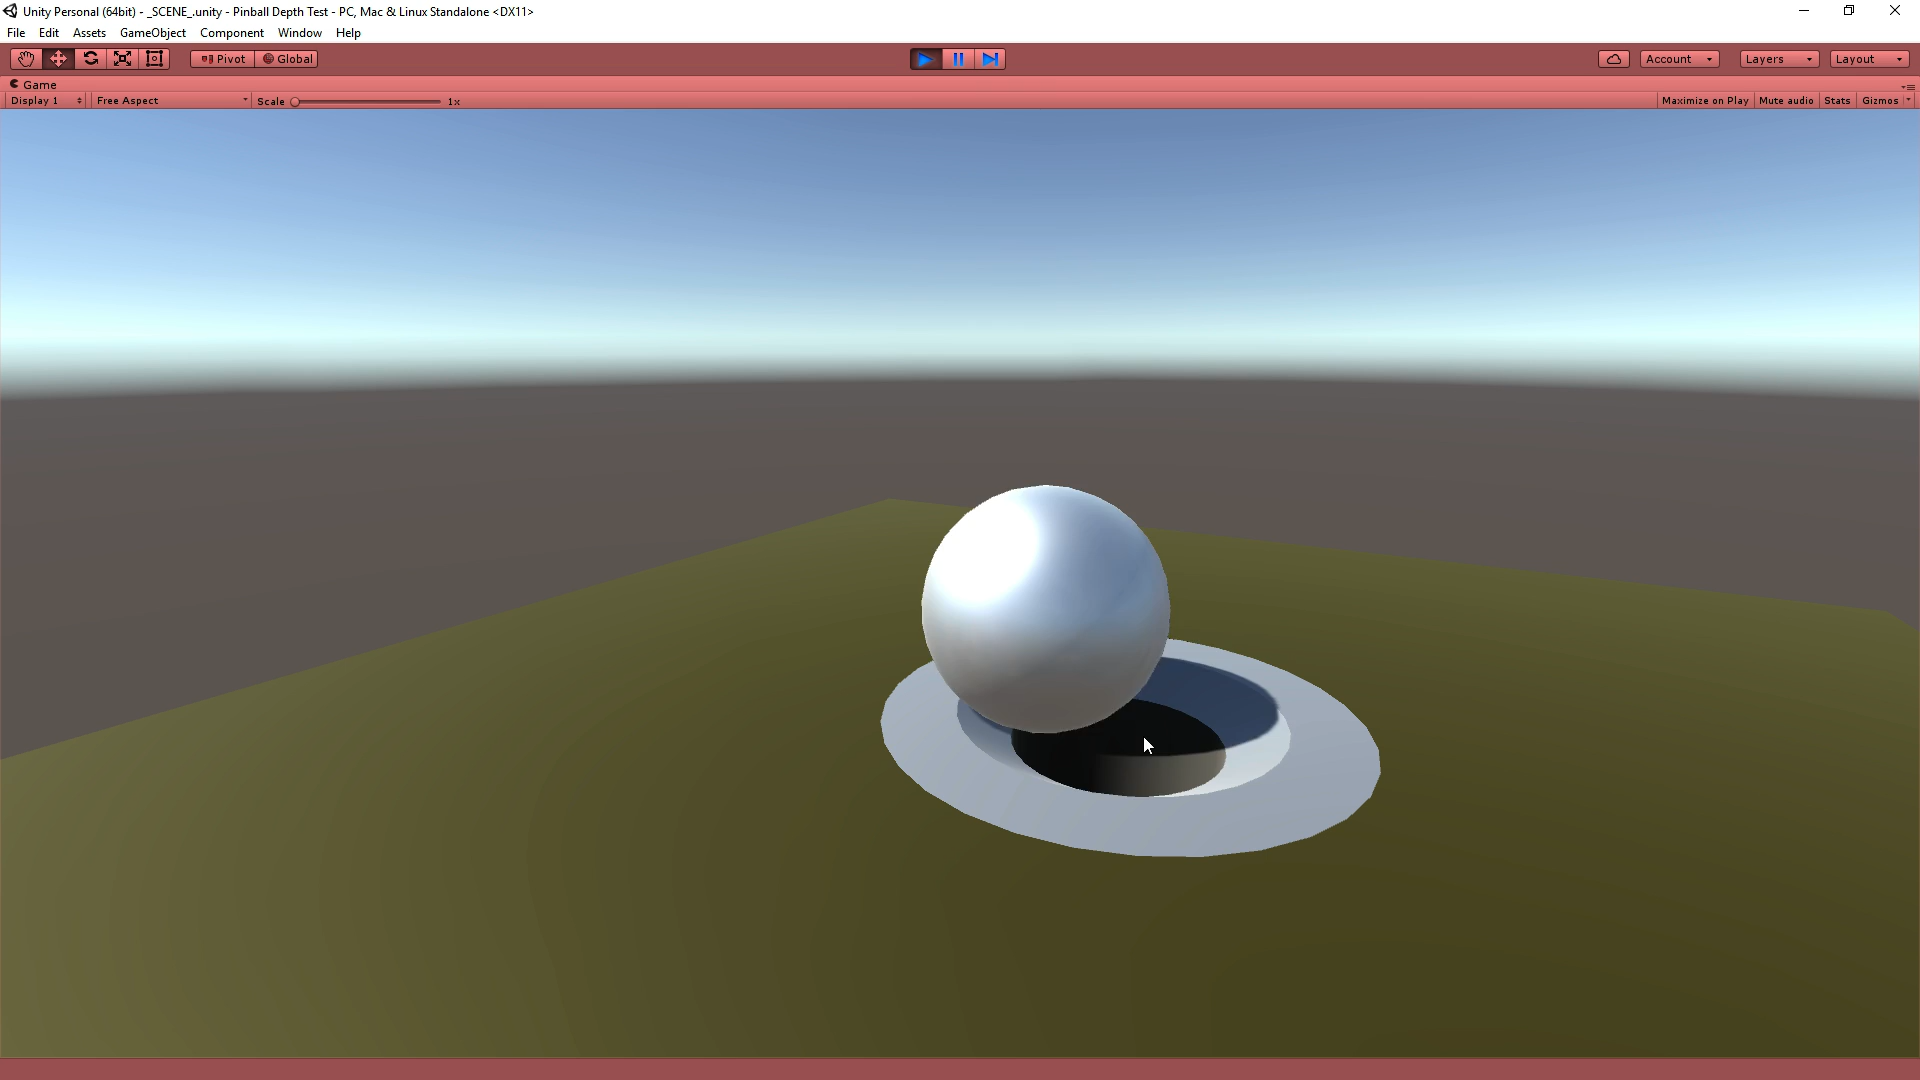 Unity Personal (64bit) - _SCENE_.unity - Pinball Depth Test - PC, Mac & Linux Standalone <DX11>
File Edit Assets GameObject Component Window Help
Pivot Global Account Layers Layout
Game
Display 1 Free Aspect Scale 1x Maximize on Play Mute audio Stats Gizmos